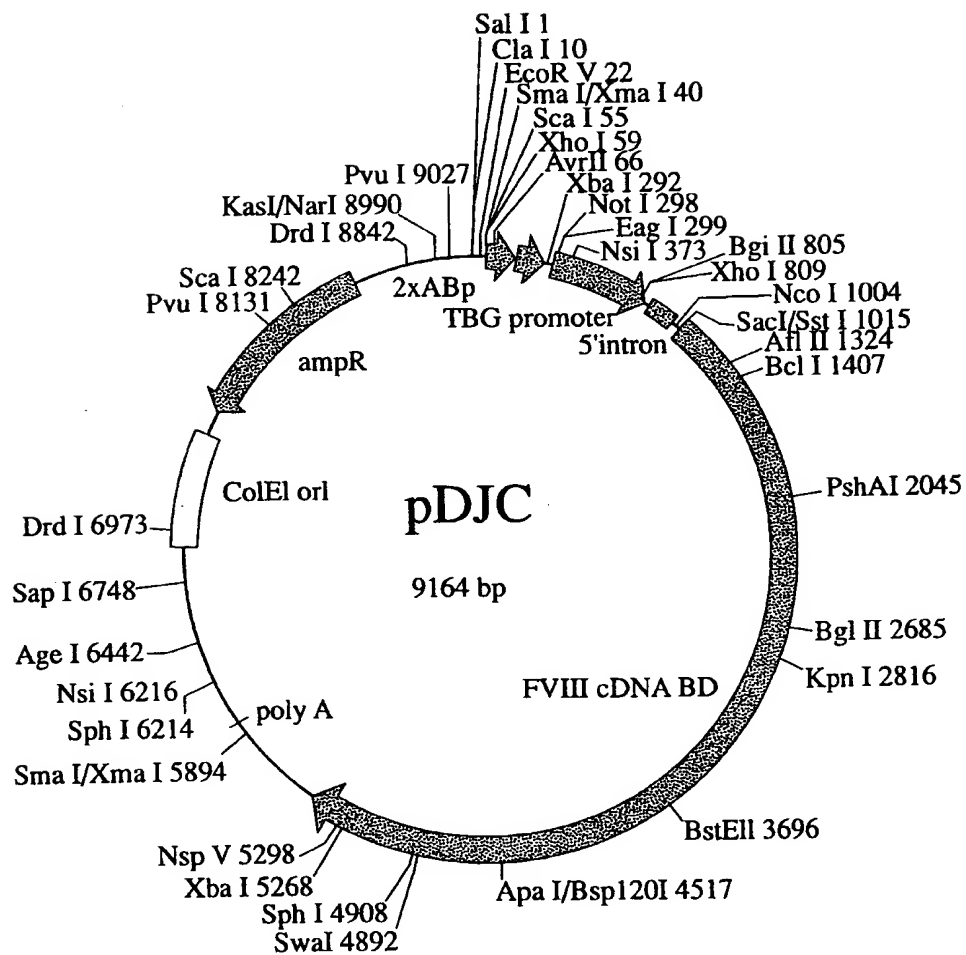 Sal I 1
Cla I 10
EcoR V 22
Sma I/Xma I 40
Sca I 55
Xho I 59
AvrII 66
Xba I 292
Not I 298
Eag I 299
Nsi I 373
Bgi II 805
Xho I 809
Nco I 1004
SacI/Sst I 1015
Afl II 1324
Bcl I 1407
PshAI 2045
Bgl II 2685
Kpn I 2816
BstEll 3696
Apa I/Bsp120I 4517
SwaI 4892
Sph I 4908
Xba I 5268
Nsp V 5298
Sma I/Xma I 5894
poly A
Sph I 6214
Nsi I 6216
Age I 6442
Sap I 6748
Drd I 6973
ColEl orl
Pvu I 8131
Sca I 8242
ampR
Drd I 8842
KasI/NarI 8990
Pvu I 9027
2xABp
TBG promoter
5'intron
FVIII cDNA BD
pDJC
9164 bp